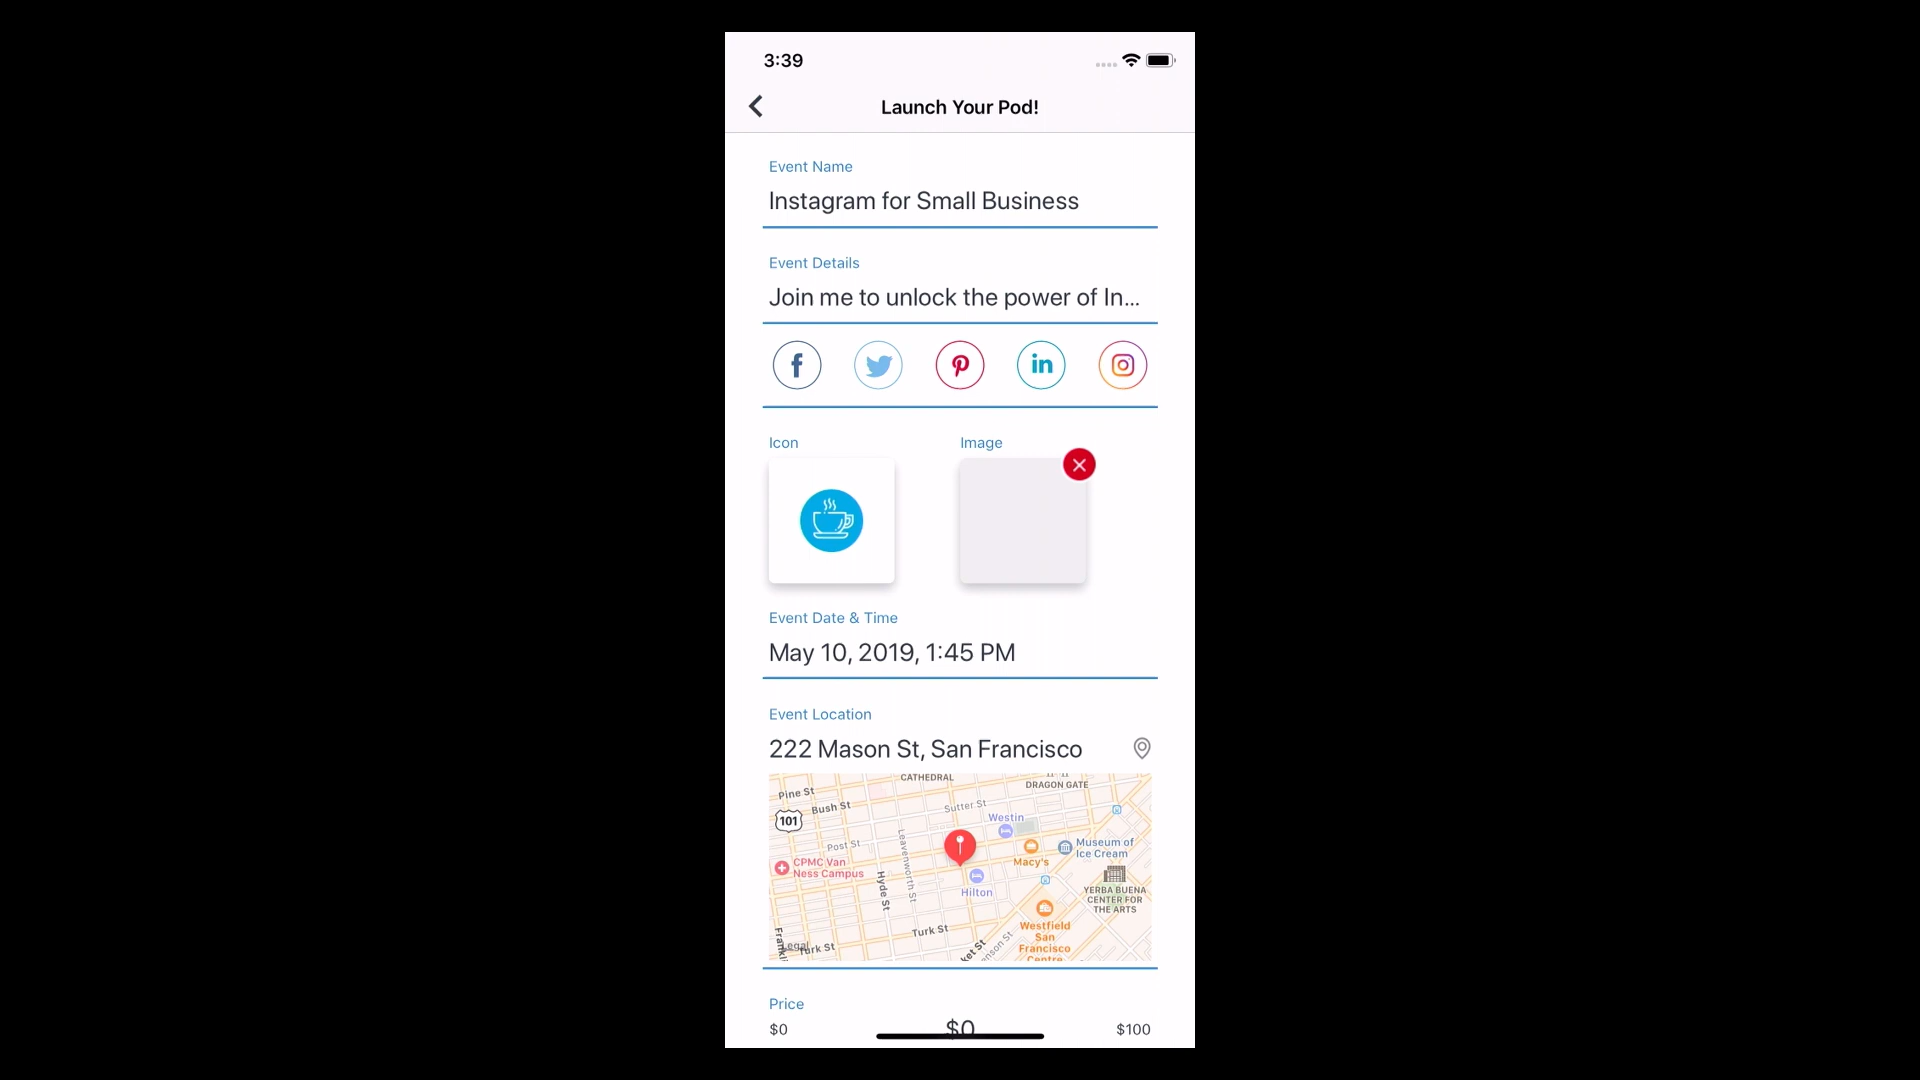 3:39
Launch Your Pod!
Event Name
Instagram for Small Business
Event Details
Join me to unlock the power of In...
Icon
Image
Event Date & Time
May 10, 2019, 1:45 PM
Event Location
222 Mason St, San Francisco
CATHEDRAL
DRAGON GATE
Pine St
Bush St
Sutter St
101
Westin
Post St
Leavenworth St
Museum of
Ice Cream
Macy's
CPMC Van
Ness Campus
Hyde St
Hilton
YERBA BUENA
CENTER FOR
THE ARTS
Westfield
San
Francisco
Centre
Turk St
Legal
Turk St
Price
$0
$0
$100